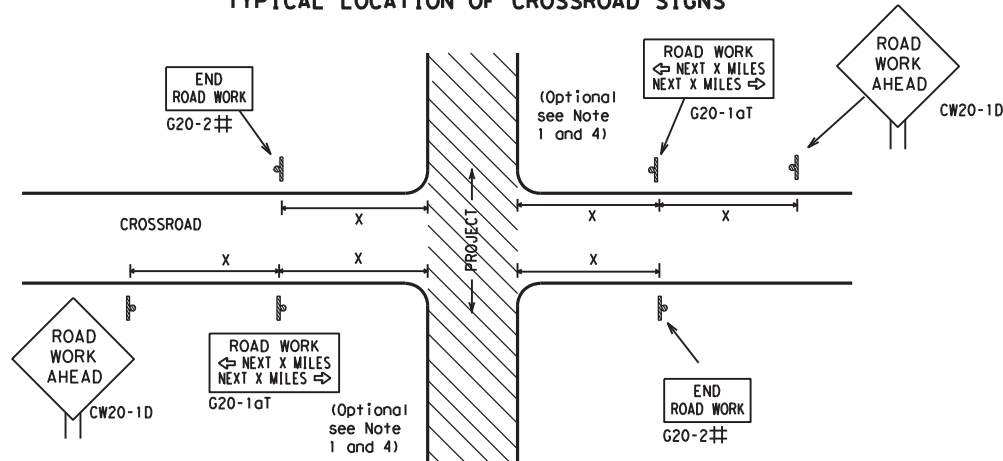 TYPICAL LOCATION OF CROSSROAD SIGNS
END
ROAD WORK
G20-2#
(Optional
see Note
1 and 4)
ROAD WORK
⇦ NEXT X MILES
NEXT X MILES ⇨
G20-1aT
ROAD
WORK
AHEAD
CW20-1D
X
X
X
CROSSROAD
PROJECT
X
X
X
ROAD
WORK
AHEAD
CW20-1D
ROAD WORK
⇦ NEXT X MILES
NEXT X MILES ⇨
G20-1aT
(Optional
see Note
1 and 4)
END
ROAD WORK
G20-2#